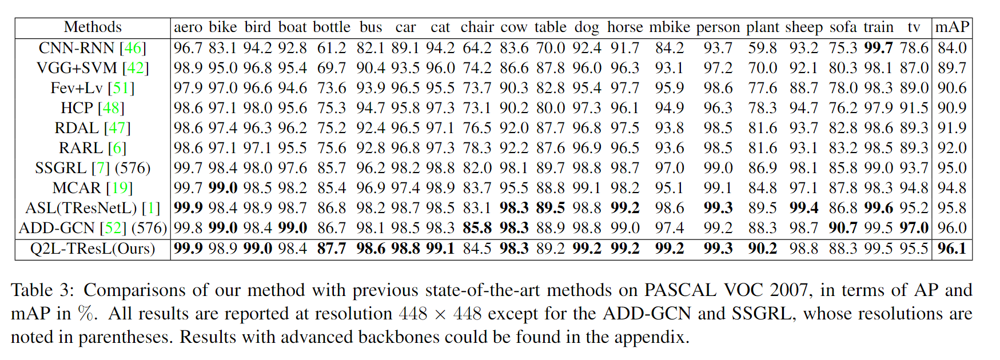 Methods aero bike bird boat bottle bus car cat chair cow table dog horse mbike person plant sheep sofa train tv mAP
CNN-RNN [46] 96.7 83.1 94.2 92.8 61.2 82.1 89.1 94.2 64.2 83.6 70.0 92.4 91.7 84.2 93.7 59.8 93.2 75.3 99.7 78.6 84.0
VGG+SVM [42] 98.9 95.0 96.8 95.4 69.7 90.4 93.5 96.0 74.2 86.6 87.8 96.0 96.3 93.1 97.2 70.0 92.1 80.3 98.1 87.0 89.7
Fev+Lv [51] 97.9 97.0 96.6 94.6 73.6 93.9 96.5 95.5 73.7 90.3 82.8 95.4 97.7 95.9 98.6 77.6 88.7 78.0 98.3 89.0 90.6
HCP [48] 98.6 97.1 98.0 95.6 75.3 94.7 95.8 97.3 73.1 90.2 80.0 97.3 96.1 94.9 96.3 78.3 94.7 76.2 97.9 91.5 90.9
RDAL [47] 98.6 97.4 96.3 96.2 75.2 92.4 96.5 97.1 76.5 92.0 87.7 96.8 97.5 93.8 98.5 81.6 93.7 82.8 98.6 89.3 91.9
RARL [6] 98.6 97.1 97.1 95.5 75.6 92.8 96.8 97.3 78.3 92.2 87.6 96.9 96.5 93.6 98.5 81.6 93.1 83.2 98.5 89.3 92.0
SSGRL [7] (576) 99.7 98.4 98.0 97.6 85.7 96.2 98.2 98.8 82.0 98.1 89.7 98.8 98.7 97.0 99.0 86.9 98.1 85.8 99.0 93.7 95.0
MCAR [19] 99.7 99.0 98.5 98.2 85.4 96.9 97.4 98.9 83.7 95.5 88.8 99.1 98.2 95.1 99.1 84.8 97.1 87.8 98.3 94.8 94.8
ASL(TResNetL) [1] 99.9 98.4 98.9 98.7 86.8 98.2 98.7 98.5 83.1 98.3 89.5 98.8 99.2 98.6 99.3 89.5 99.4 86.8 99.6 95.2 95.8
ADD-GCN [52] (576) 99.8 99.0 98.4 99.0 86.7 98.1 98.5 98.3 85.8 98.3 88.9 98.8 99.0 97.4 99.2 88.3 98.7 90.7 99.5 97.0 96.0
Q2L-TResL(Ours) 99.9 98.9 99.0 98.4 87.7 98.6 98.8 99.1 84.5 98.3 89.2 99.2 99.2 99.2 99.3 90.2 98.8 88.3 99.5 95.5 96.1
Table 3: Comparisons of our method with previous state-of-the-art methods on PASCAL VOC 2007, in terms of AP and
mAP in %. All results are reported at resolution 448 × 448 except for the ADD-GCN and SSGRL, whose resolutions are
noted in parentheses. Results with advanced backbones could be found in the appendix.